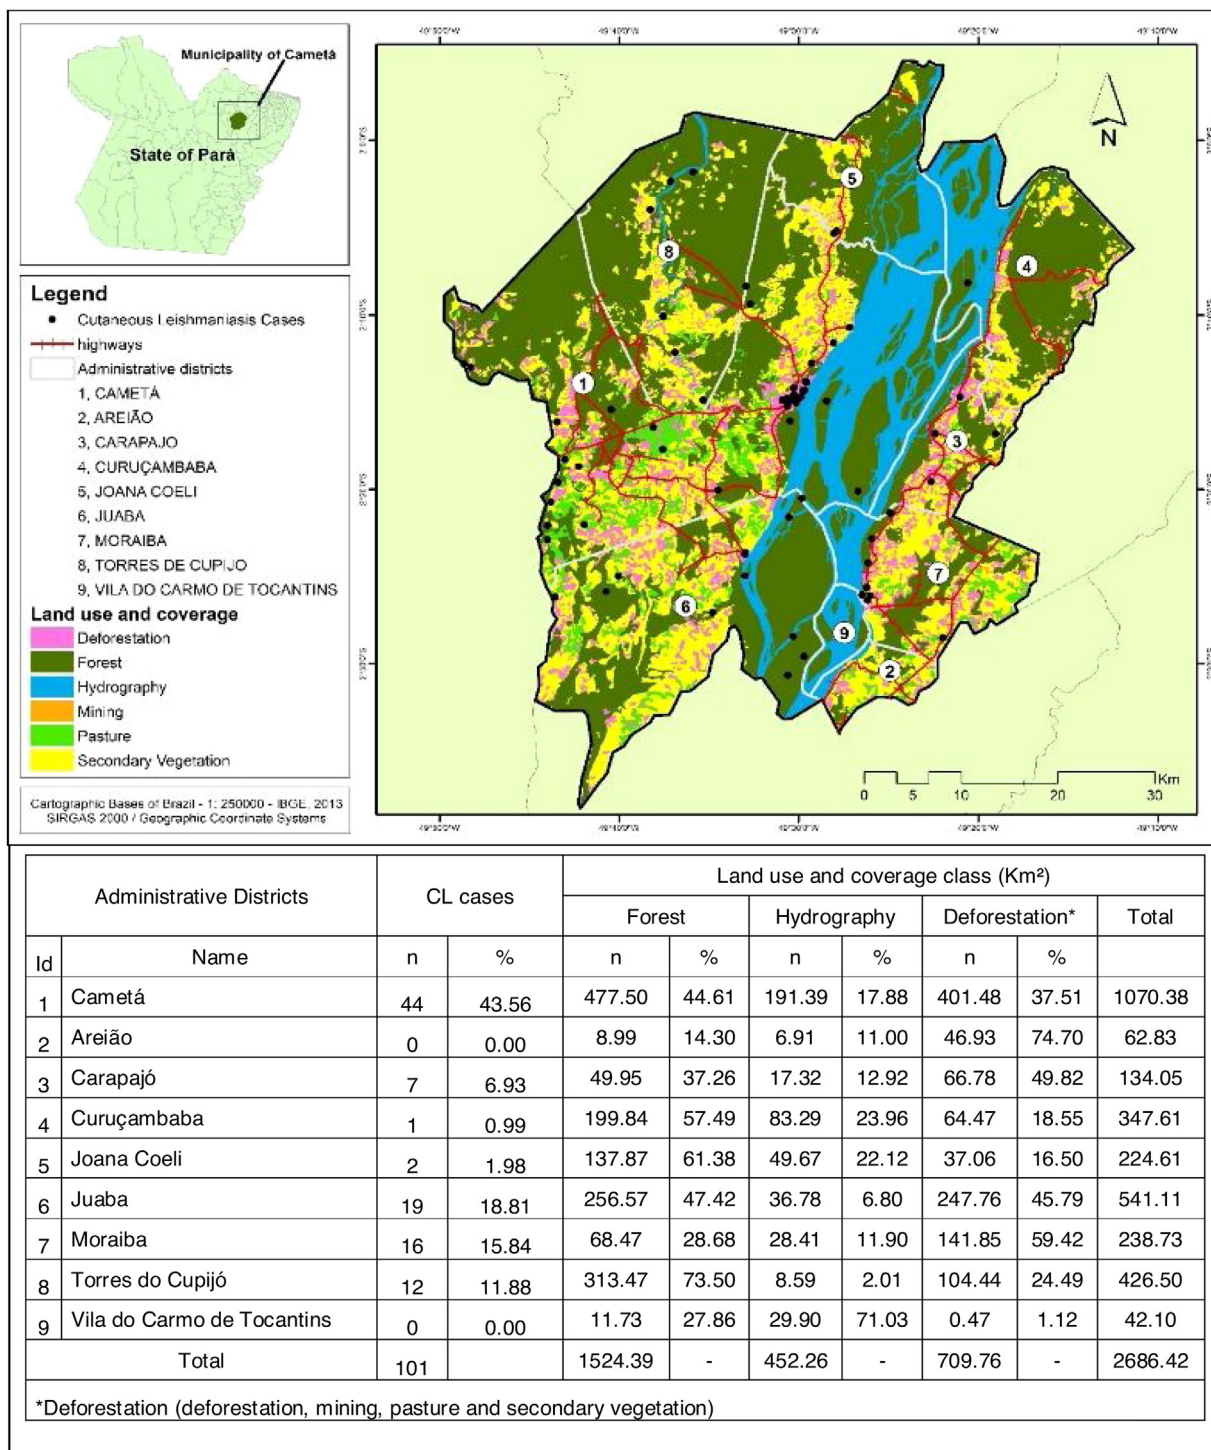 Municipality of Cametá
State of Pará
Legend
Cutaneous Leishmaniasis Cases
highways
Administrative districts
1, CAMETÁ
2, AREIÃO
3, CARAPAJO
4, CURUÇAMBABA
5, JOANA COELI
6, JUABA
7, MORAIBA
8, TORRES DE CUPIJO
9, VILA DO CARMO DE TOCANTINS
Land use and coverage
Deforestation
Forest
Hydrography
Mining
Pasture
Secondary Vegetation
Cartographic Bases of Brazil - 1: 250000 - IBGE, 2013
SIRGAS 2000 / Geographic Coordinate Systems
N
5
8
4
1
3
7
6
9
2
Km
0 5 10 20 30
Administrative Districts CL cases Land use and coverage class (Km²)
Forest Hydrography Deforestation* Total
Id Name n % n % n % n %
1 Cametá 44 43.56 477.50 44.61 191.39 17.88 401.48 37.51 1070.38
2 Areião 0 0.00 8.99 14.30 6.91 11.00 46.93 74.70 62.83
3 Carapajó 7 6.93 49.95 37.26 17.32 12.92 66.78 49.82 134.05
4 Curuçambaba 1 0.99 199.84 57.49 83.29 23.96 64.47 18.55 347.61
5 Joana Coeli 2 1.98 137.87 61.38 49.67 22.12 37.06 16.50 224.61
6 Juaba 19 18.81 256.57 47.42 36.78 6.80 247.76 45.79 541.11
7 Moraiba 16 15.84 68.47 28.68 28.41 11.90 141.85 59.42 238.73
8 Torres do Cupijó 12 11.88 313.47 73.50 8.59 2.01 104.44 24.49 426.50
9 Vila do Carmo de Tocantins 0 0.00 11.73 27.86 29.90 71.03 0.47 1.12 42.10
Total 101 1524.39 - 452.26 - 709.76 - 2686.42
*Deforestation (deforestation, mining, pasture and secondary vegetation)